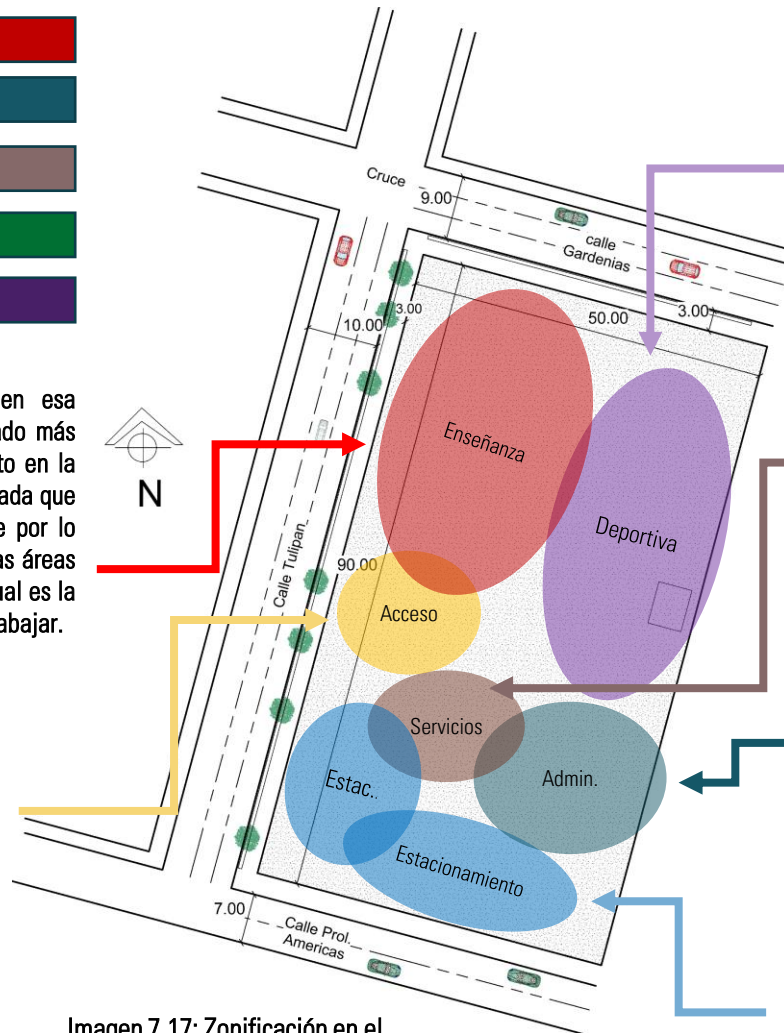 Cruce
9.00
calle
Gardenias
3.00
10.00
50.00
3.00
en esa
ndo más
to en la
ada que
e por lo
as áreas
ual es la
abajar.
N
Enseñanza
Deportiva
Calle Tulipan
90.00
Acceso
Servicios
Estac..
Admin.
Estacionamiento
7.00
Calle Prol.
Americas
Imagen 7.17: Zonificación en el